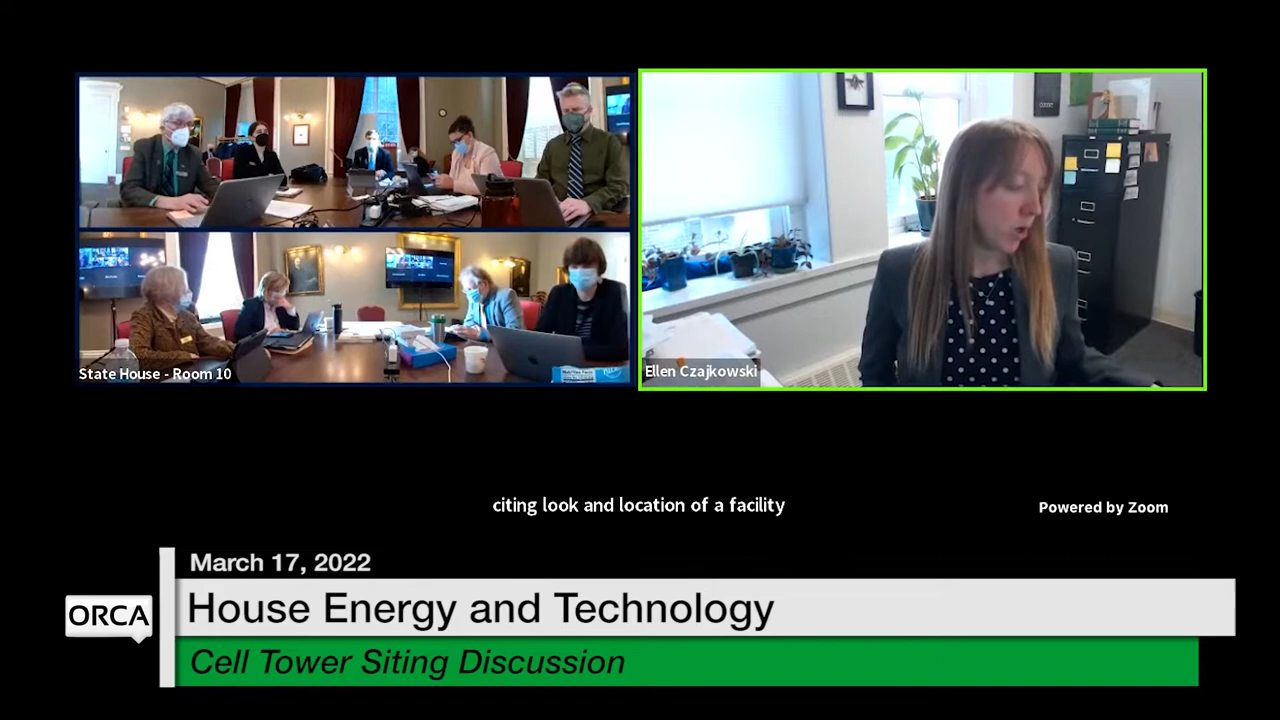 State House - Room 10
Ellen Czajkowski
citing look and location of a facility
Powered by Zoom
March 17, 2022
ORCA
House Energy and Technology
Cell Tower Siting Discussion